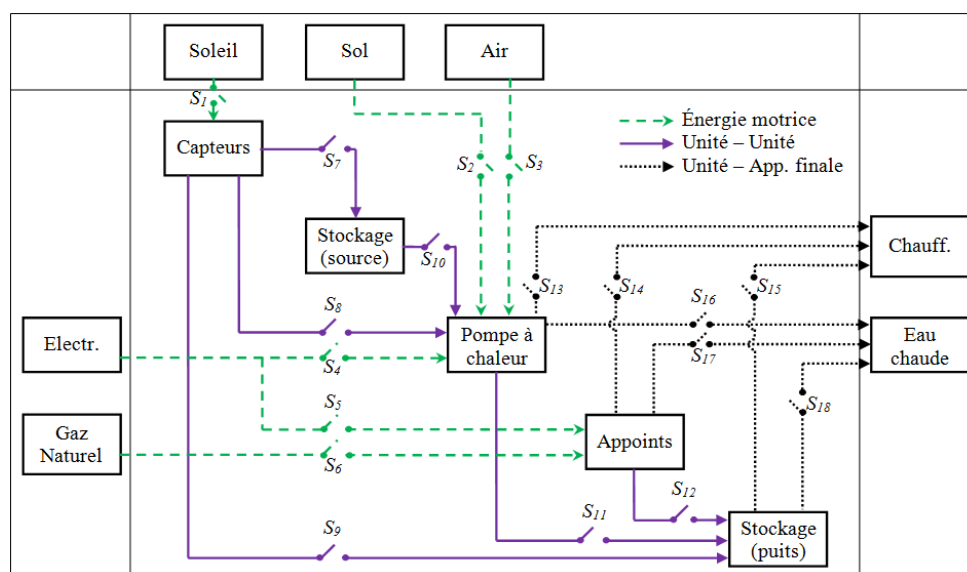 Soleil
Sol
Air
S1
Capteurs
S7
S2
S3
Énergie motrice
Unité – Unité
Unité – App. finale
Stockage
(source)
S10
Chauff.
S13
S14
S15
S8
S16
Electr.
Pompe à
chaleur
Eau
chaude
S4
S17
S5
S18
Gaz
Naturel
Appoints
S6
S12
S11
S9
Stockage
(puits)